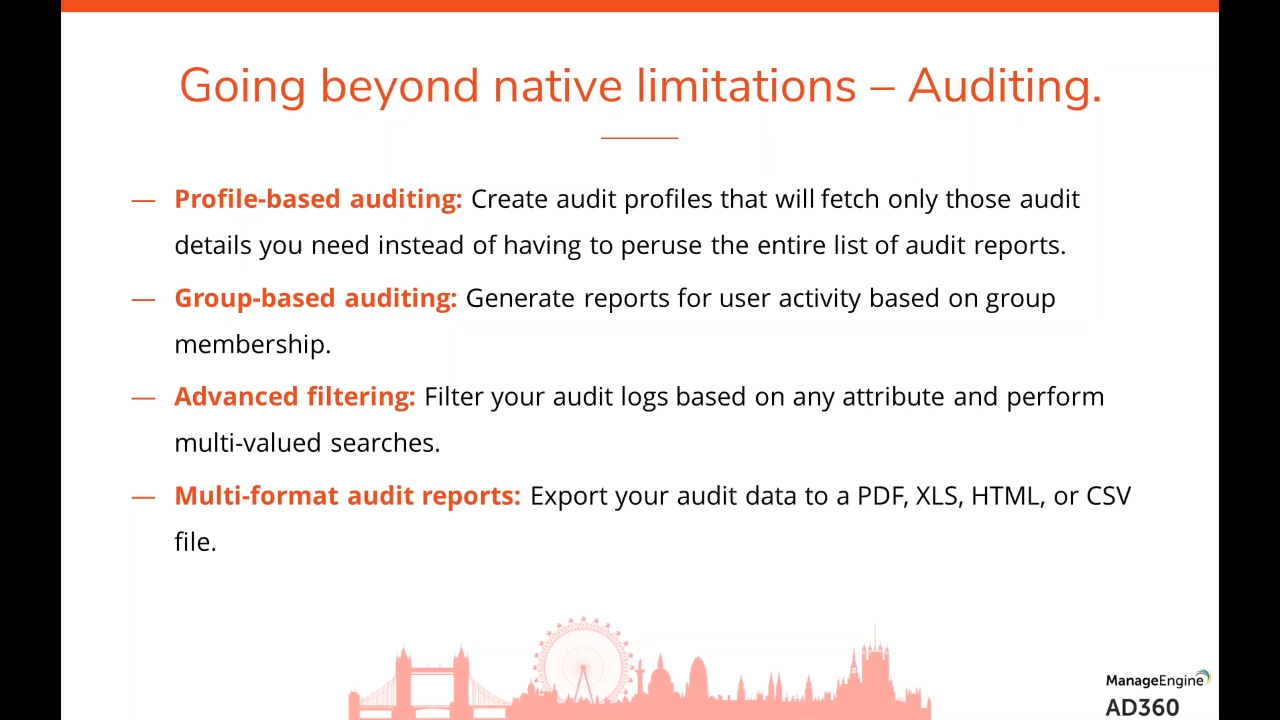 Going beyond native limitations – Auditing.
— Profile-based auditing: Create audit profiles that will fetch only those audit
details you need instead of having to peruse the entire list of audit reports.
— Group-based auditing: Generate reports for user activity based on group
membership.
— Advanced filtering: Filter your audit logs based on any attribute and perform
multi-valued searches.
— Multi-format audit reports: Export your audit data to a PDF, XLS, HTML, or CSV
file.
ManageEngine
AD360